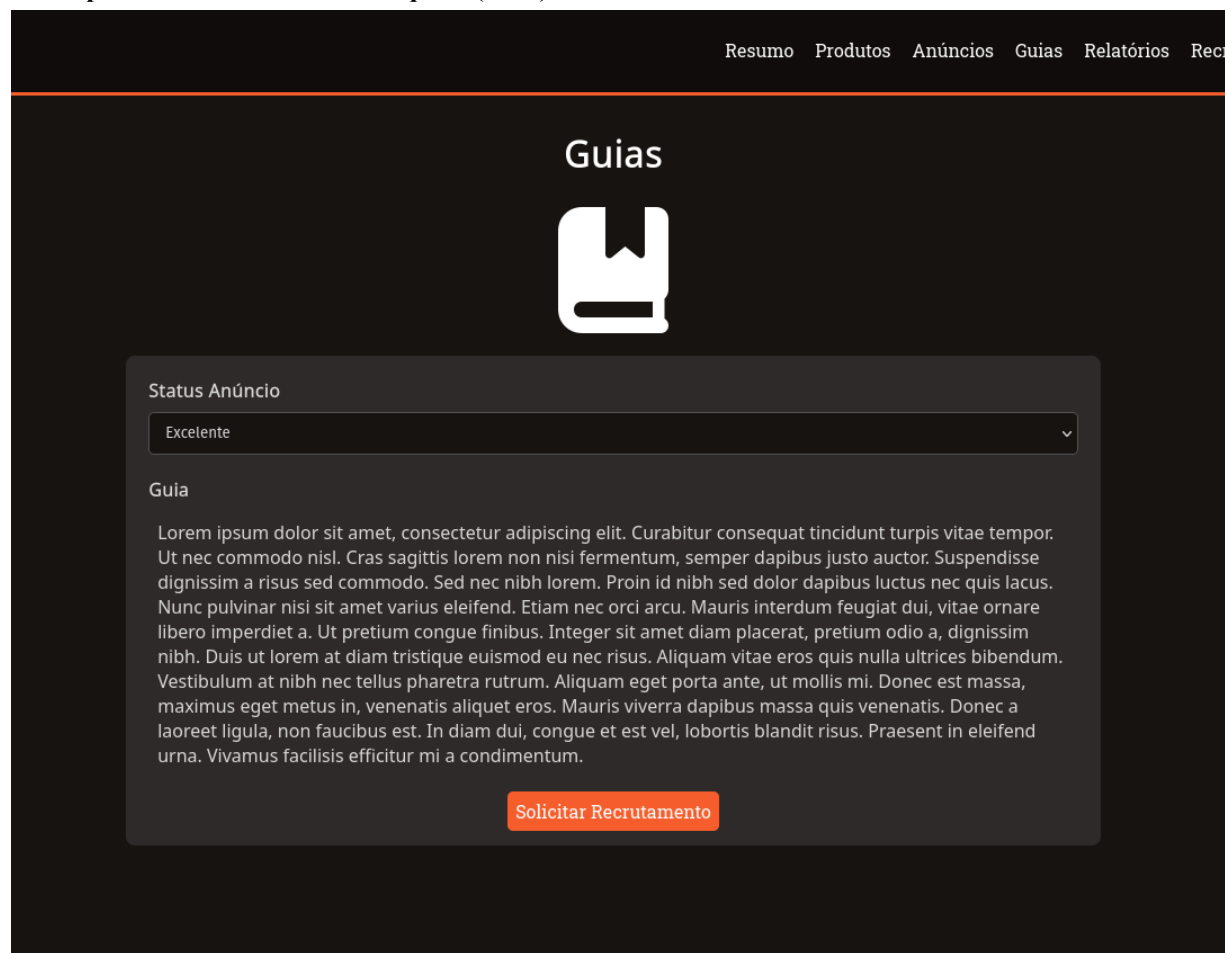 Resumo Produtos Anúncios Guias Relatórios
Guias
Status Anúncio
Excelente
Guia
Lorem ipsum dolor sit amet, consectetur adipiscing elit. Curabitur consequat tincidunt turpis vitae tempor.
Ut nec commodo nisl. Cras sagittis lorem non nisi fermentum, semper dapibus justo auctor. Suspendisse
dignissim a risus sed commodo. Sed nec nibh lorem. Proin id nibh sed dolor dapibus luctus nec quis lacus.
Nunc pulvinar nisi sit amet varius eleifend. Etiam nec orci arcu. Mauris interdum feugiat dui, vitae ornare
libero imperdiet a. Ut pretium congue finibus. Integer sit amet diam placerat, pretium odio a, dignissim
nibh. Duis ut lorem at diam tristique euismod eu nec risus. Aliquam vitae eros quis nulla ultrices bibendum.
Vestibulum at nibh nec tellus pharetra rutrum. Aliquam eget porta ante, ut mollis mi. Donec est massa,
maximus eget metus in, venenatis aliquet eros. Mauris viverra dapibus massa quis venenatis. Donec a
laoreet ligula, non faucibus est. In diam dui, congue et est vel, lobortis blandit risus. Praesent in eleifend
urna. Vivamus facilisis efficitur mi a condimentum.
Solicitar Recrutamento